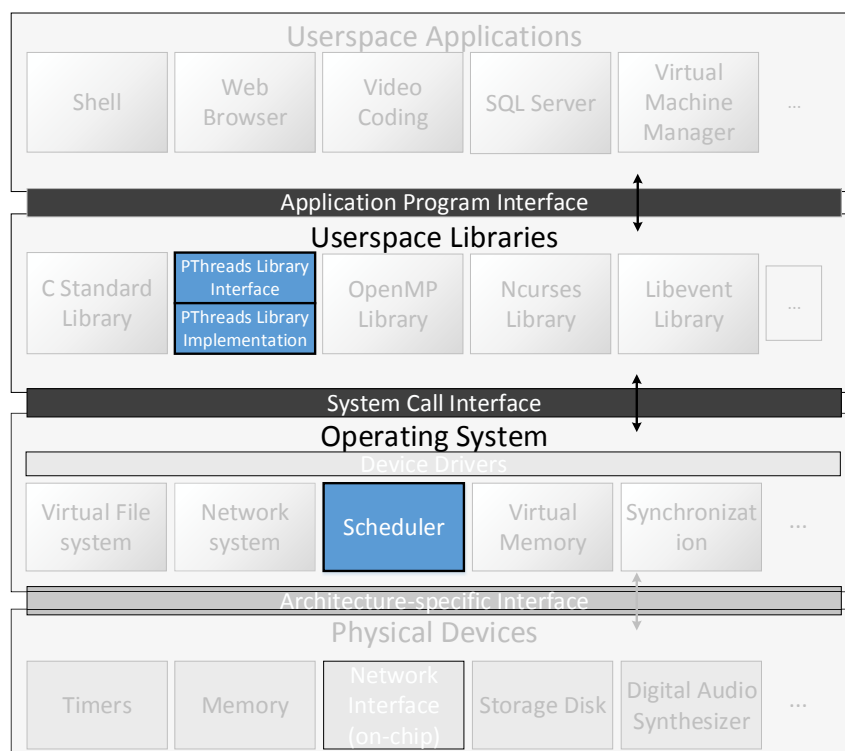 Userspace Applications
Shell
Web
Browser
Video
Coding
SQL Server
Virtual
Machine
Manager
...
Application Program Interface
Userspace Libraries
C Standard
Library
PThreads Library
Interface
PThreads Library
Implementation
OpenMP
Library
Ncurses
Library
Libevent
Library
...
System Call Interface
Operating System
Device Drivers
Virtual File
system
Network
system
Scheduler
Virtual
Memory
Synchronizat
ion
...
Architecture-specific Interface
Physical Devices
Timers
Memory
Network
Interface
(on-chip)
Storage Disk
Digital Audio
Synthesizer
...